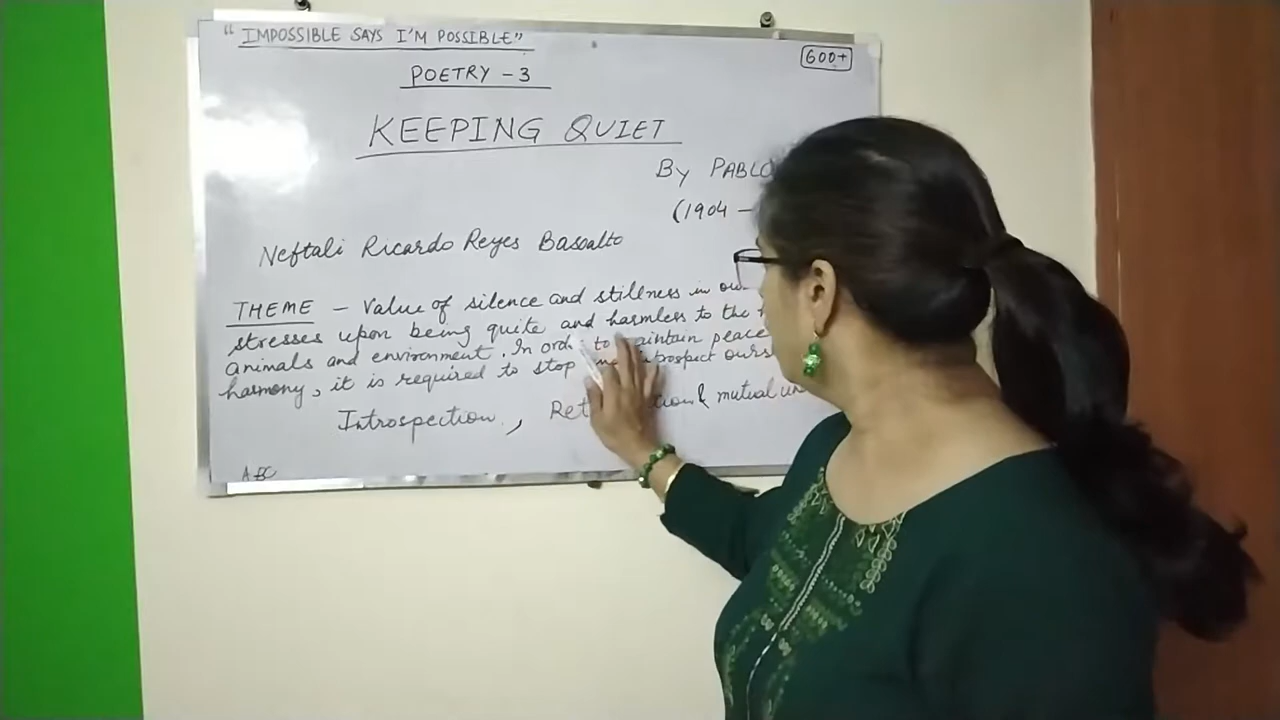 "IMPOSSIBLE SAYS I'M POSSIBLE"
600+
POETRY - 3
KEEPING QUIET
By PABLO
(1904 -
Neftali Ricardo Reyes Basoalto
THEME - Value of silence and stillness in
stresses upon being quite and harmless to the
animals and environment. In order to maintain peace
harmony, it is required to stop introspect
Introspection, & mutual
ABC